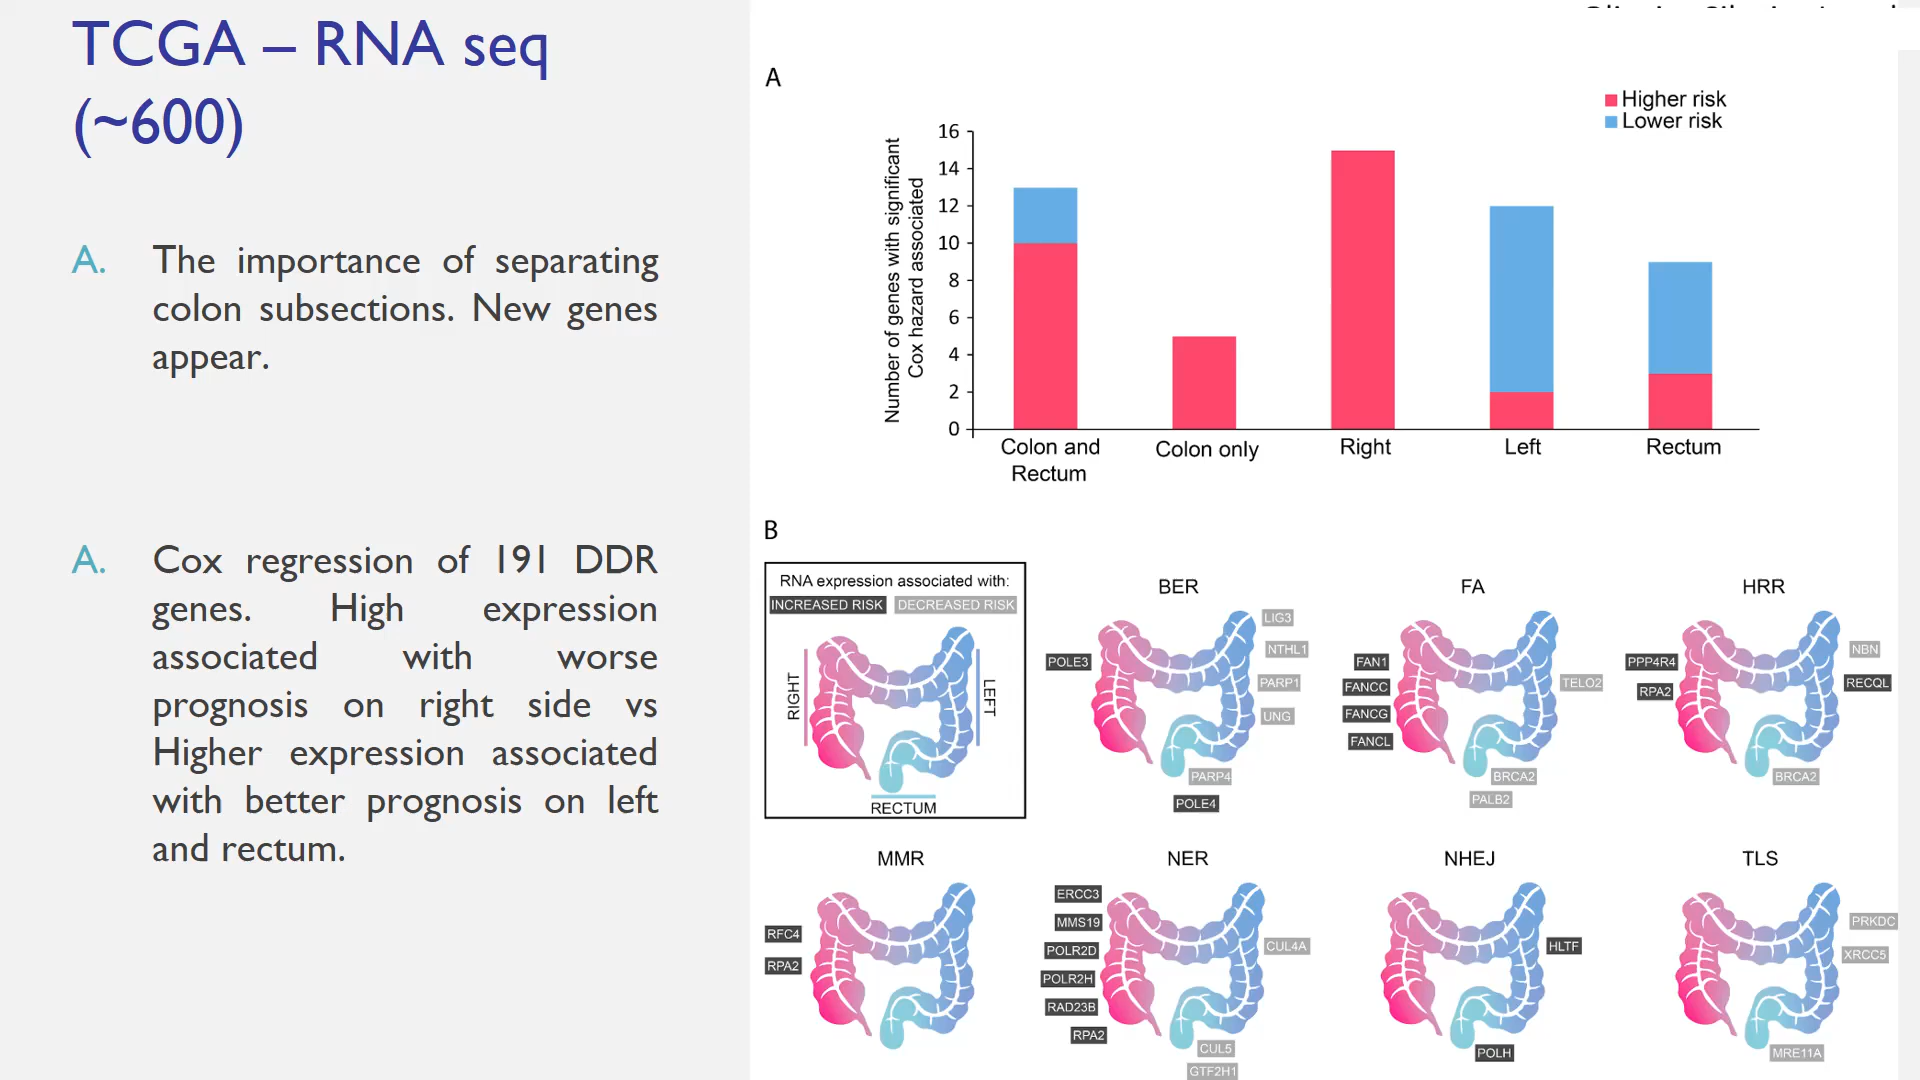 TCGA – RNA seq
(~600)
A. The importance of separating
colon subsections. New genes
appear.
A. Cox regression of 191 DDR
genes. High expression
associated with worse
prognosis on right side vs
Higher expression associated
with better prognosis on left
and rectum.
A
Higher risk
Lower risk
Number of genes with significant
Cox hazard associated
16
14
12
10
8
6
4
2
0
Colon and
Rectum
Colon only
Right
Left
Rectum
B
RNA expression associated with:
INCREASED RISK DECREASED RISK
RIGHT
LEFT
RECTUM
BER
LIG3
NTHL1
POLE3
PARP1
UNG
PARP4
POLE4
FA
FAN1
FANCC
TELO2
FANCG
FANCL
BRCA2
PALB2
HRR
NBN
PPP4R4
RECQL
RPA2
BRCA2
MMR
RFC4
RPA2
NER
ERCC3
MMS19
POLR2D
CUL4A
POLR2H
RAD23B
RPA2
CUL5
GTF2H1
NHEJ
HLTF
POLH
TLS
PRKDC
XRCC5
MRE11A